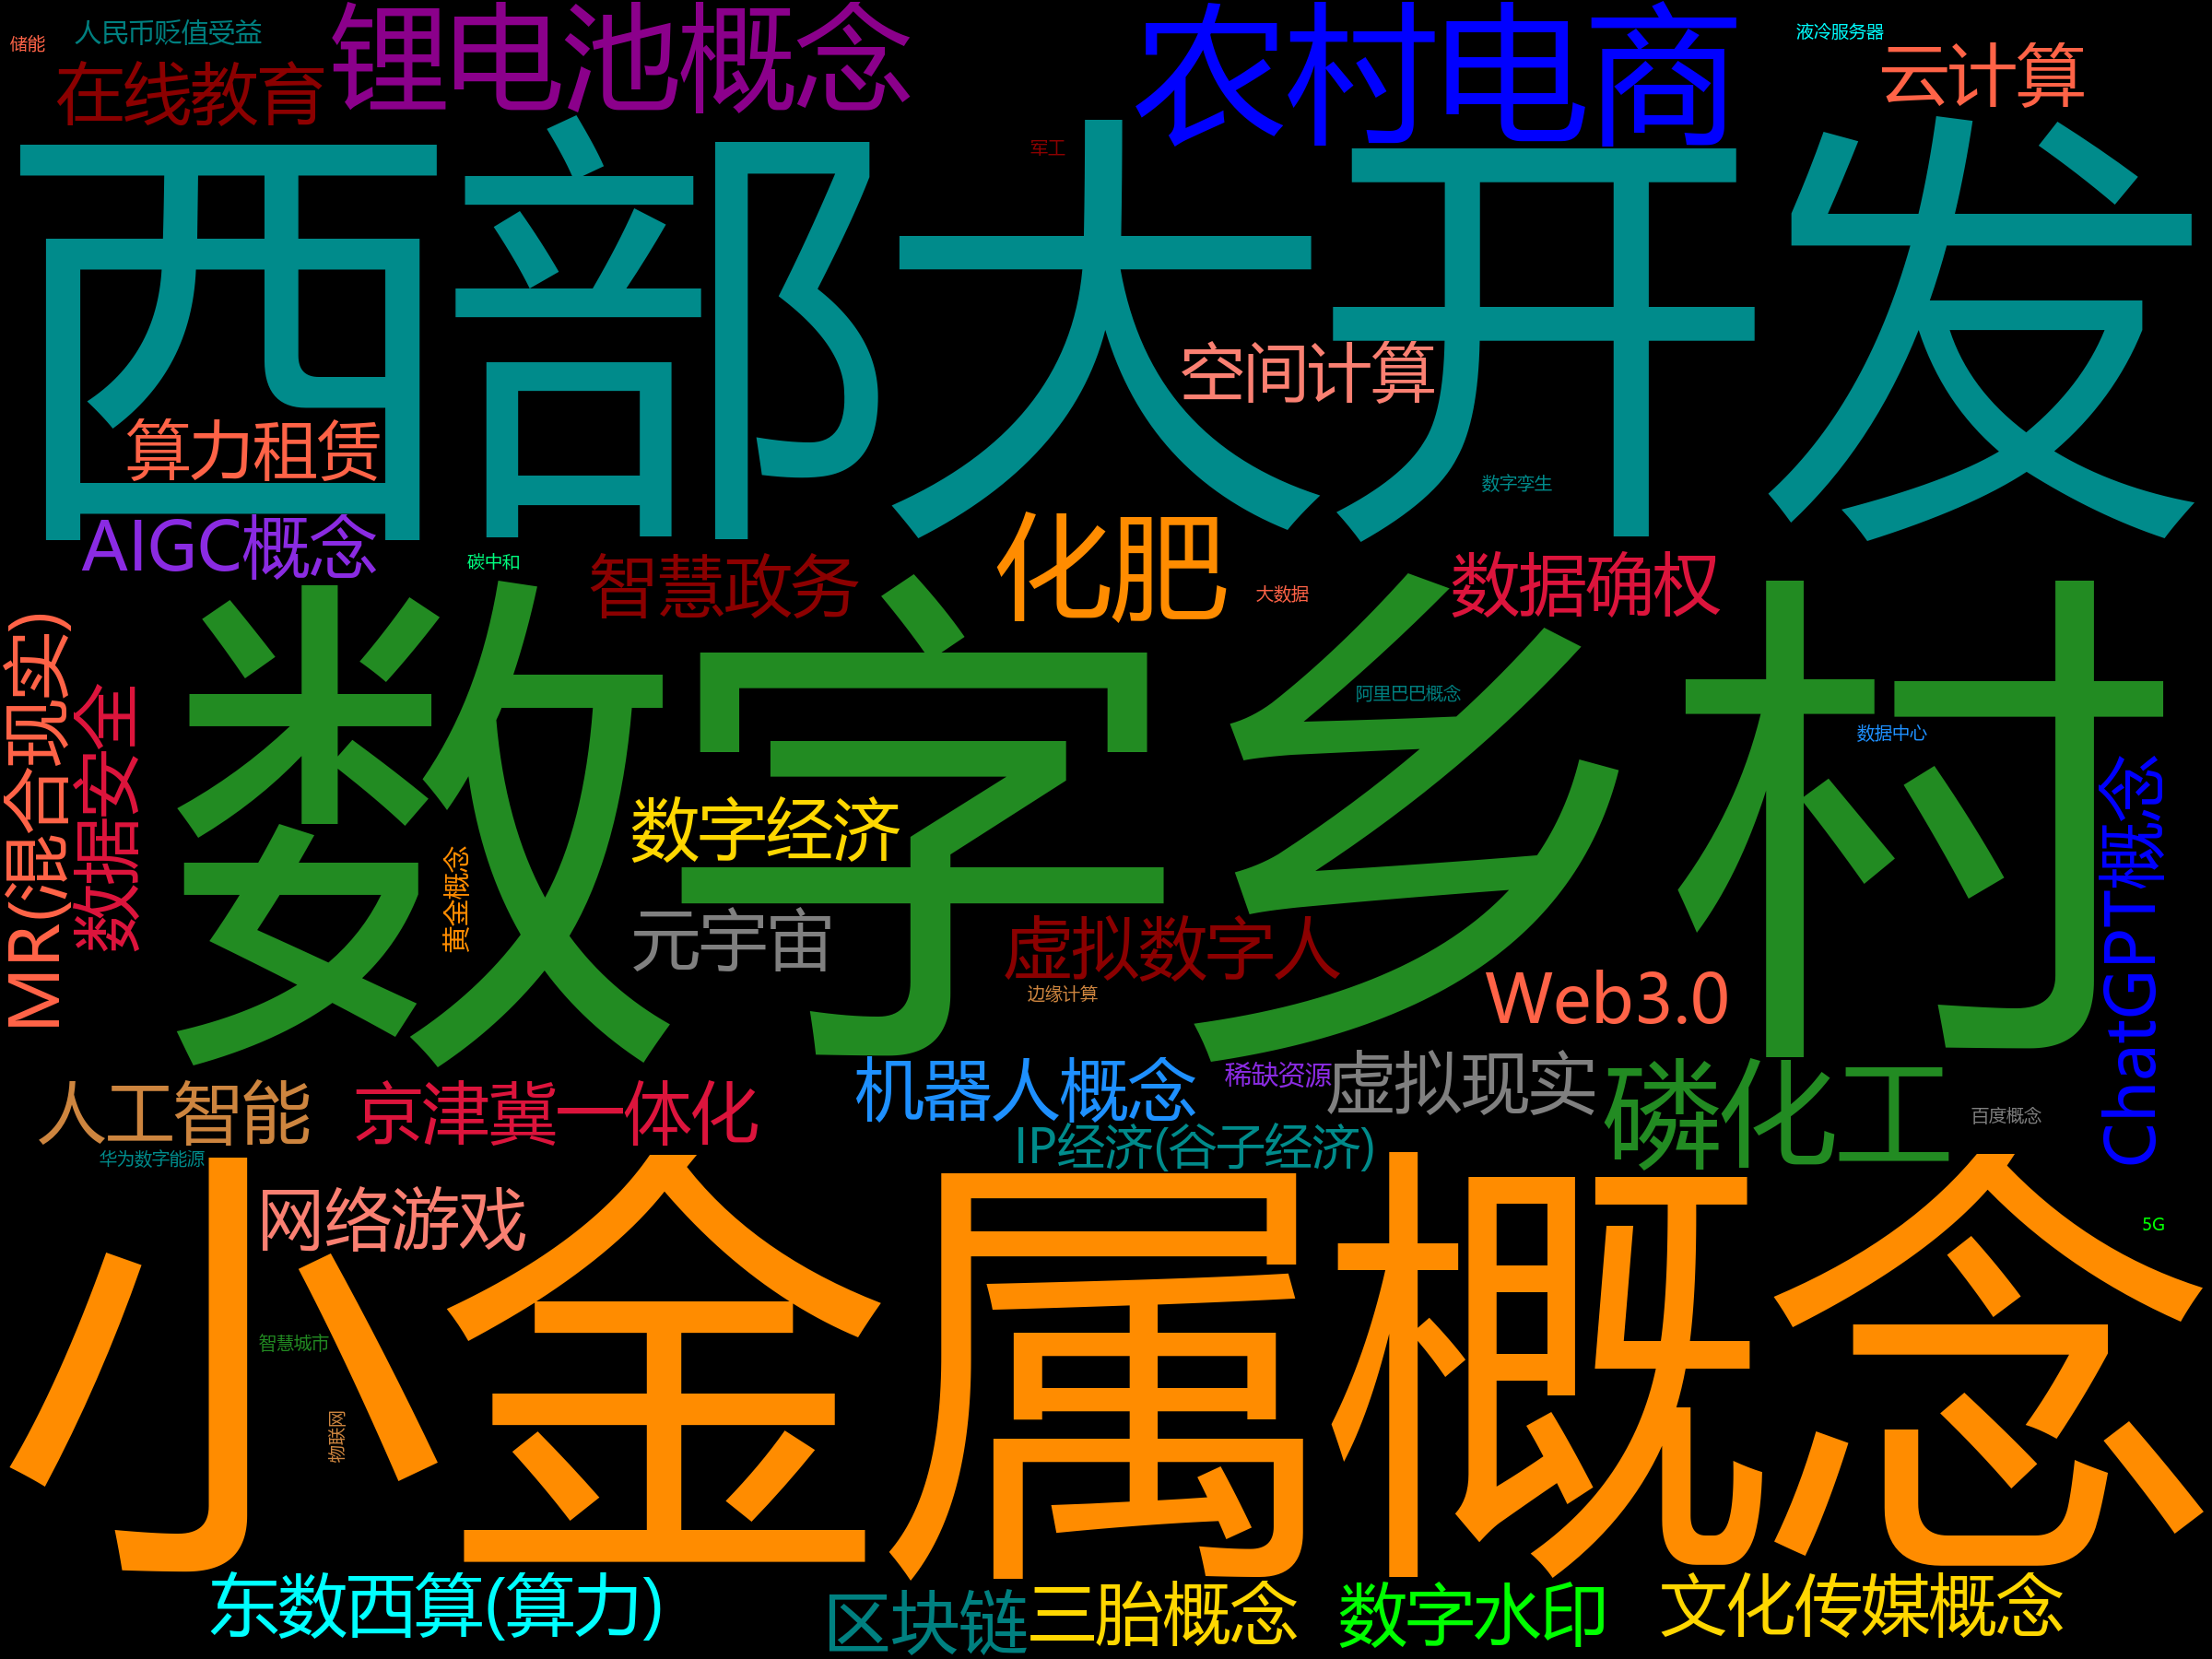 储能
人民币贬值受益
锂电池概念
农村电商
液冷服务器
云计算
在线教育
军工
西部大开发
空间计算
算力租赁
数字孪生
AIGC概念
碳中和
智慧政务
化肥
大数据
数据确权
MR(混合现实)
数据安全
数字乡村
阿里巴巴概念
数据中心
数字经济
黄金概念
元宇宙
虚拟数字人
边缘计算
Web3.0
ChatGPT概念
人工智能
京津冀一体化
机器人概念
稀缺资源
虚拟现实
磷化工
百度概念
华为数字能源
IP经济(谷子经济)
网络游戏
5G
小金属概念
智慧城市
物联网
东数西算(算力)
区块链
三胎概念
数字水印
文化传媒概念